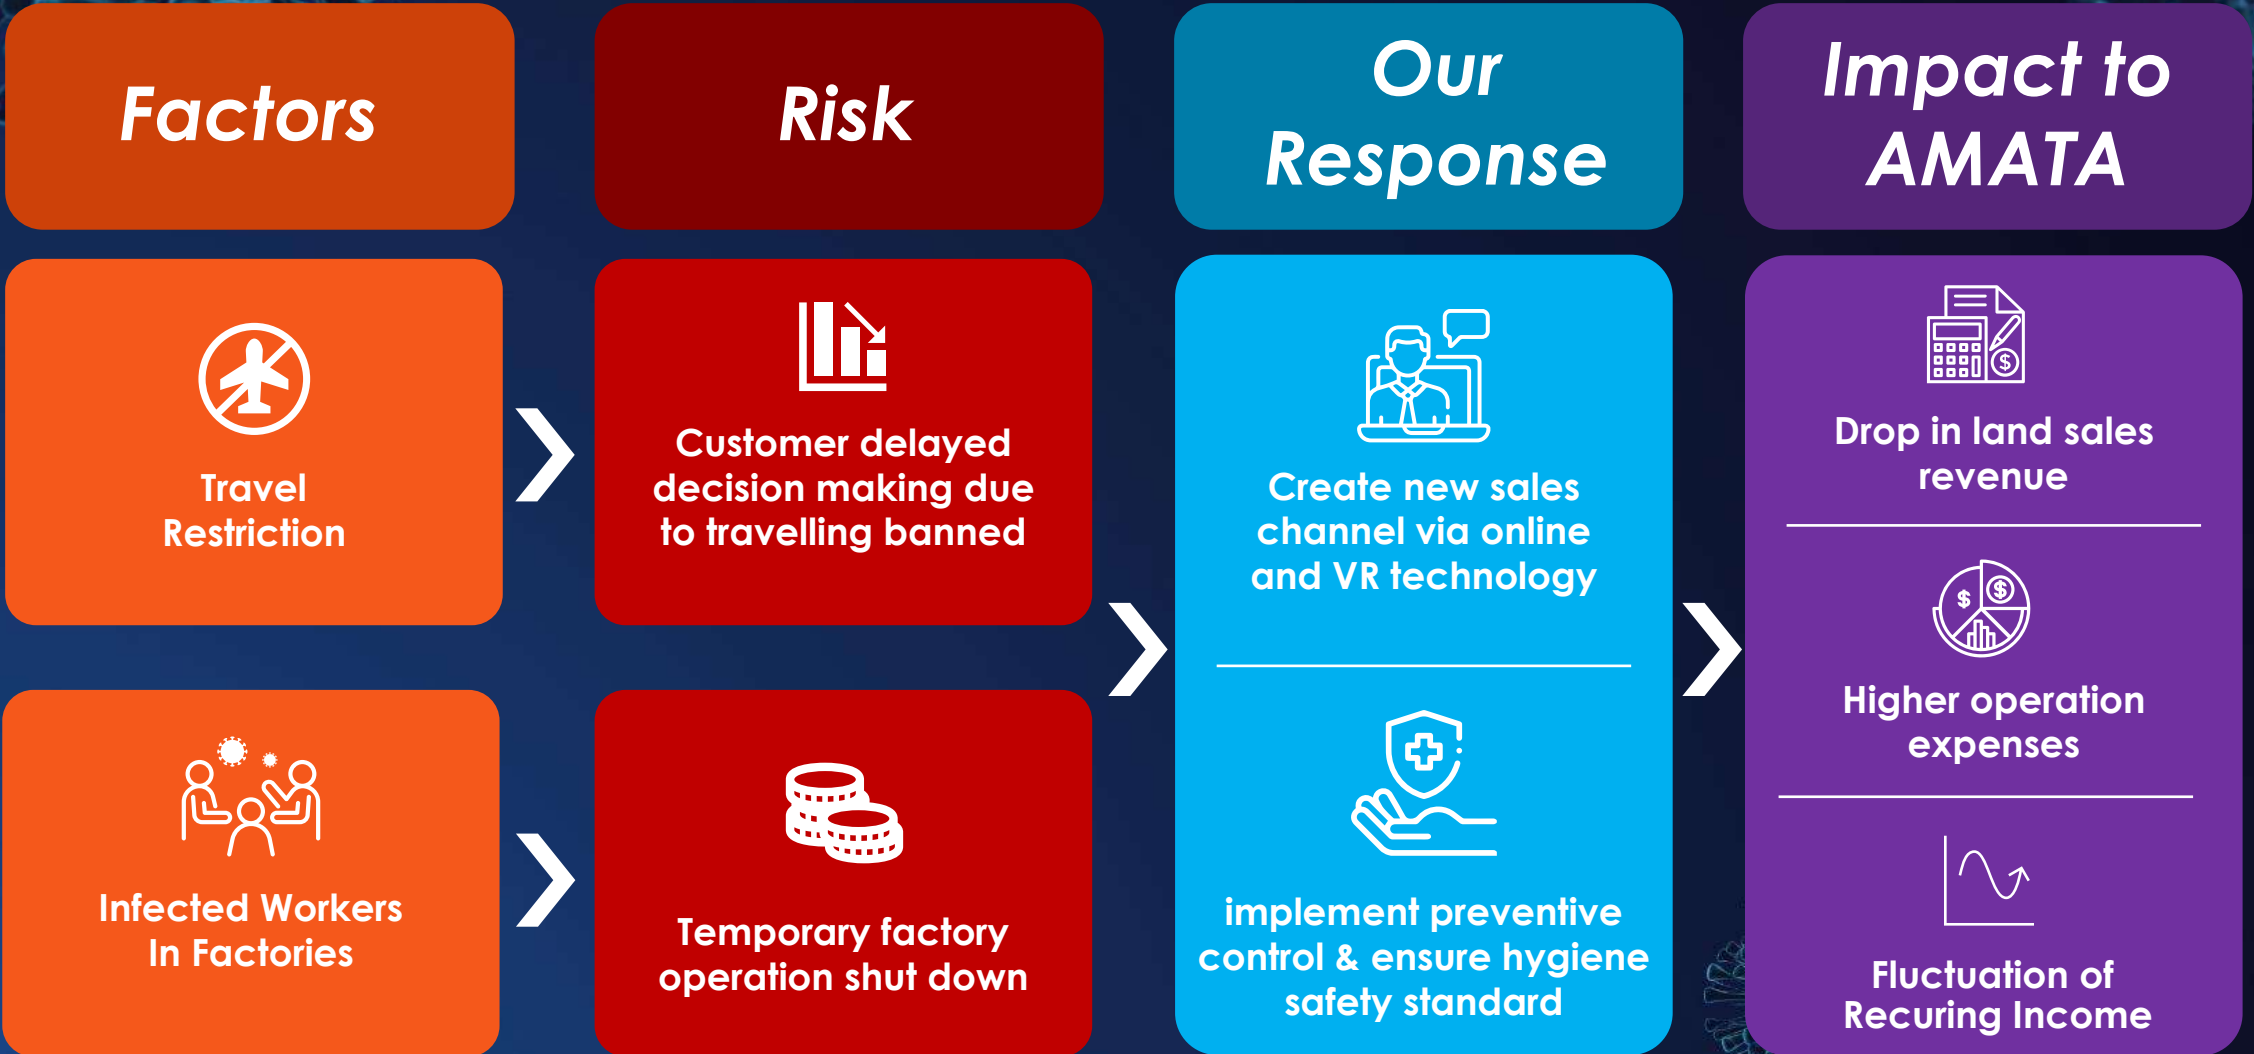 Factors
Risk
Our
Response
Impact to
AMATA
Travel
Restriction
Customer delayed
decision making due
to travelling banned
Create new sales
channel via online
and VR technology
Drop in land sales
revenue
Higher operation
expenses
Infected Workers
In Factories
Temporary factory
operation shut down
implement preventive
control & ensure hygiene
safety standard
Fluctuation of
Recuring Income